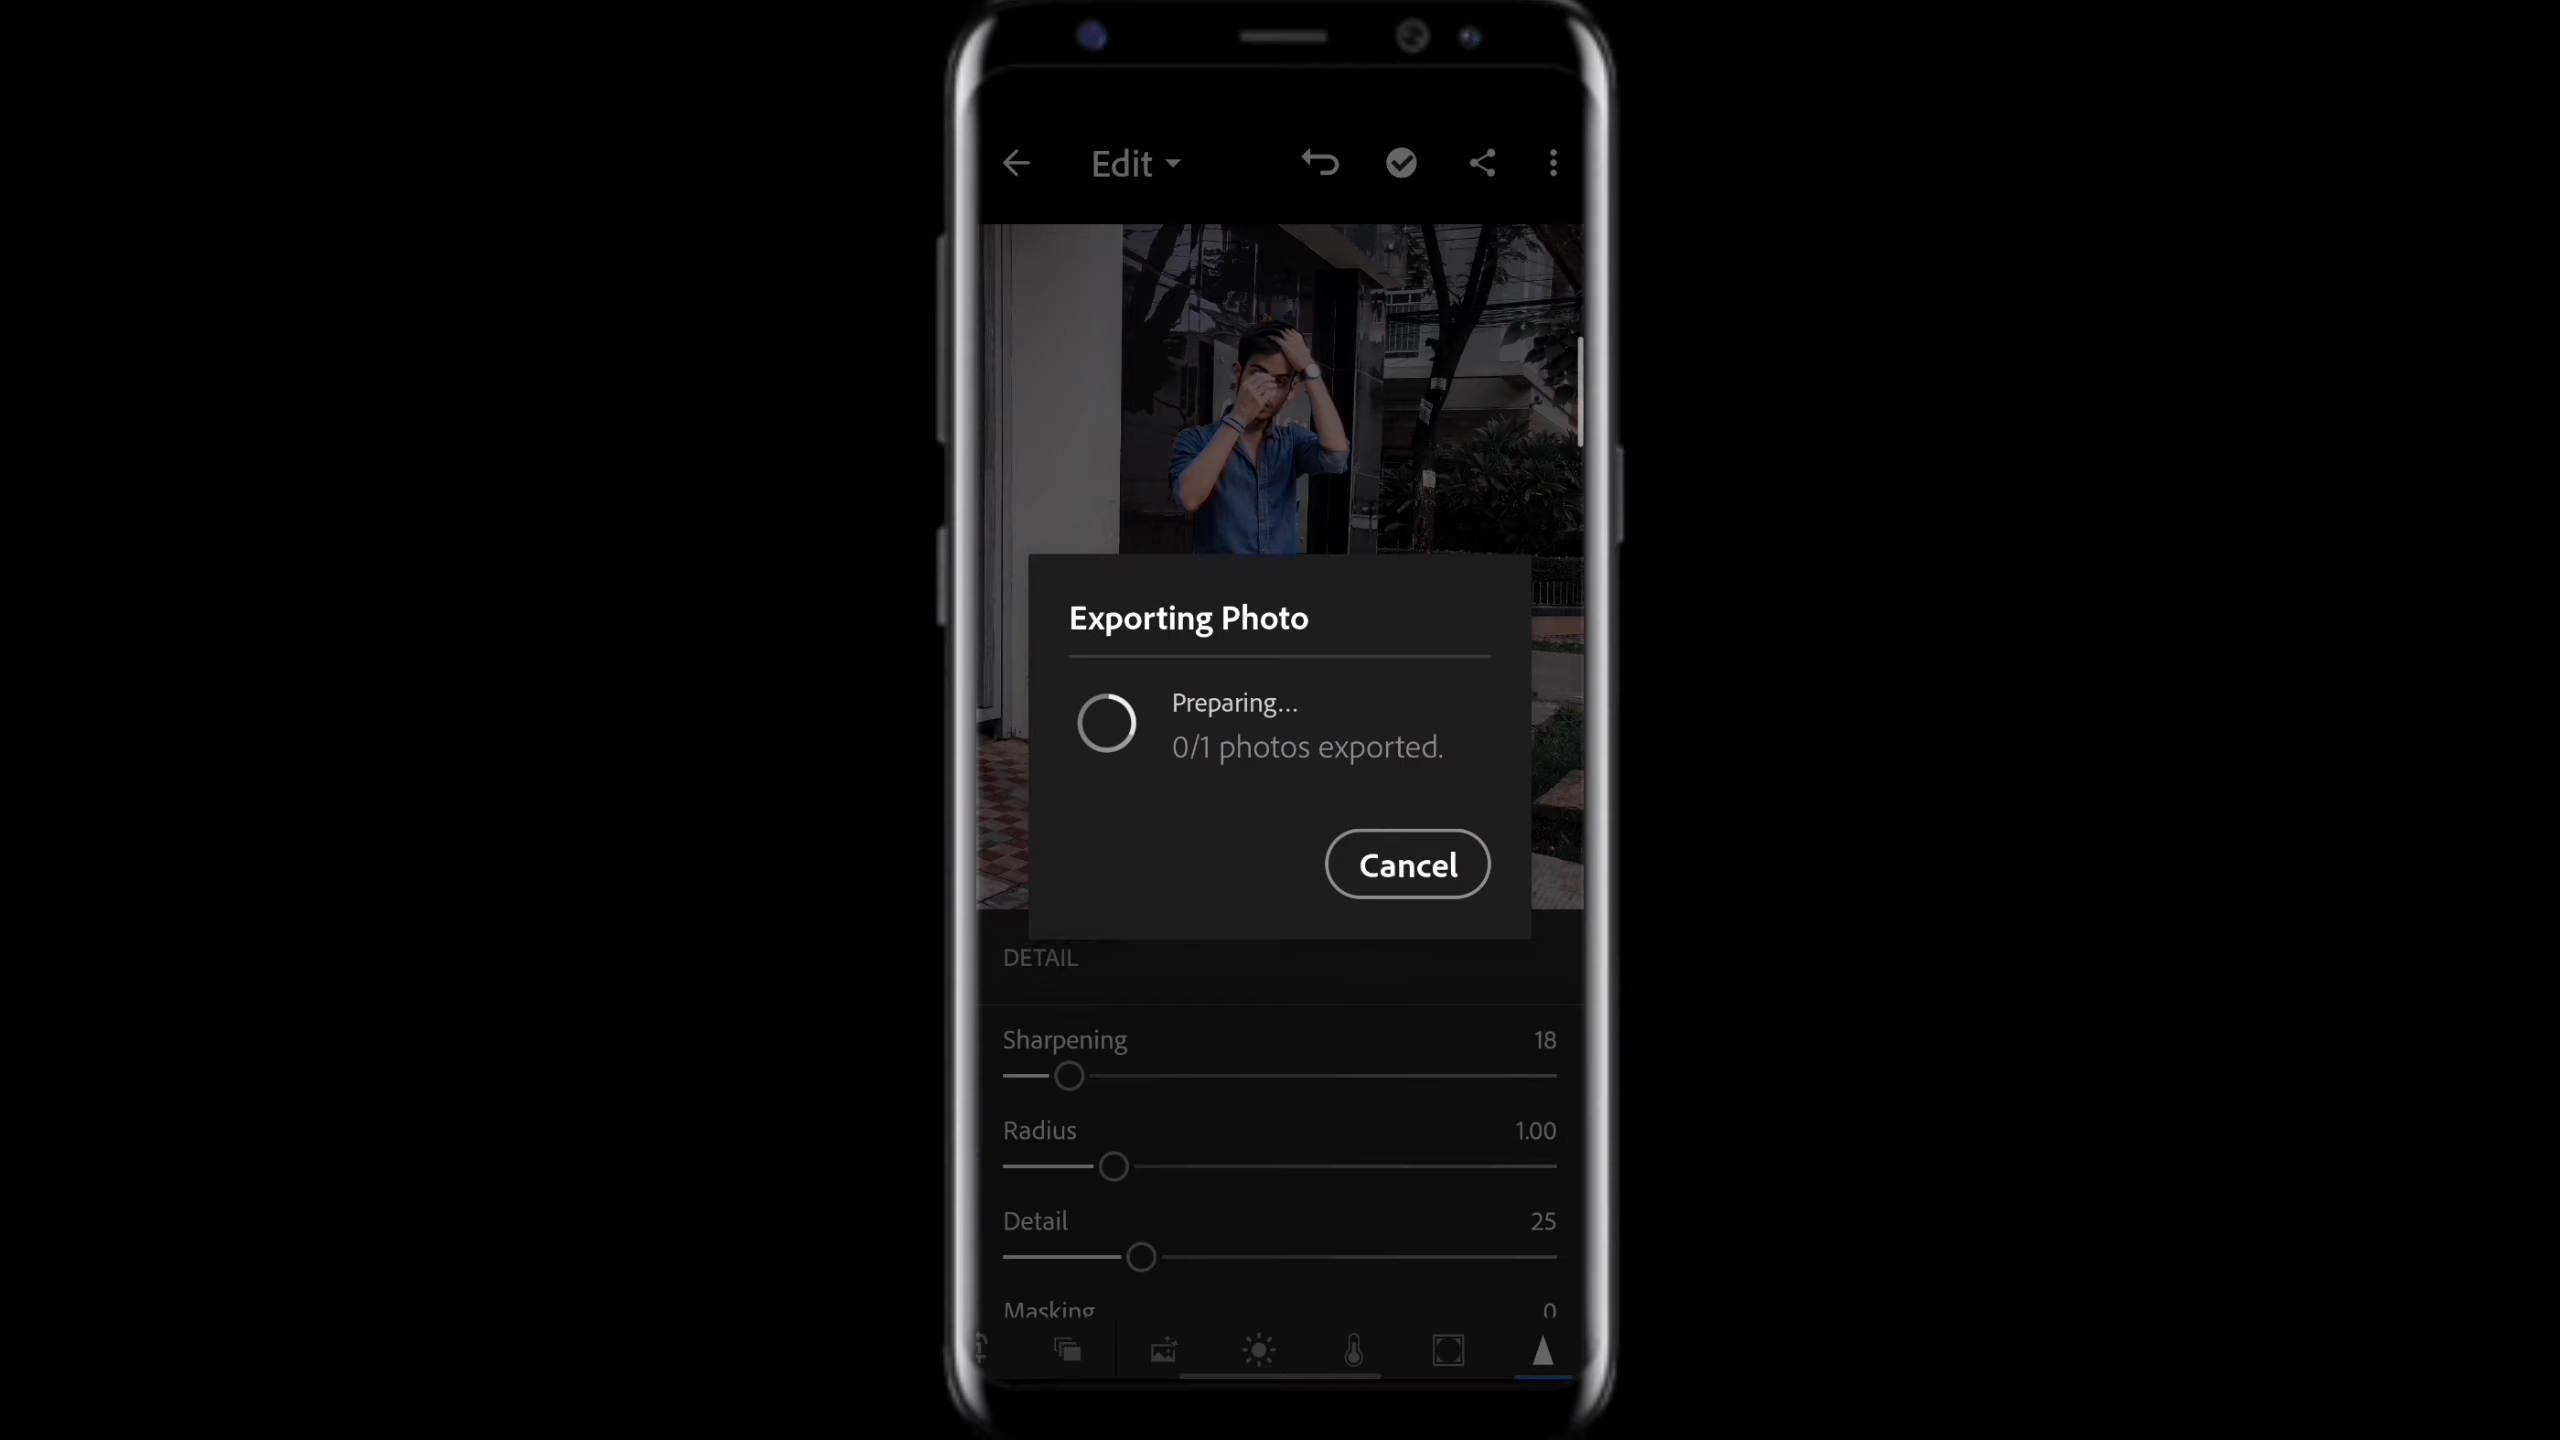 Edit
Exporting Photo
Preparing...
0/1 photos exported.
Cancel
DETAIL
Sharpening 18
Radius 1.00
Detail 25
Masking 0